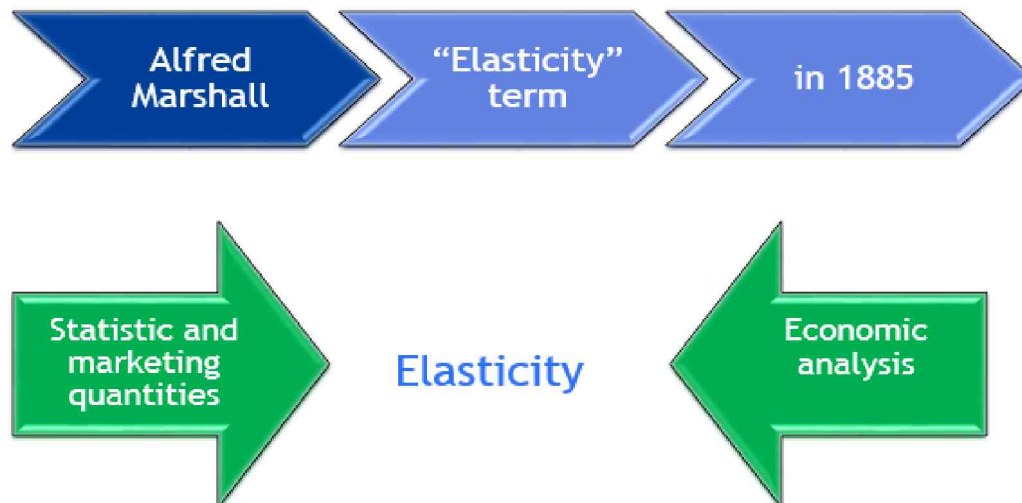 Alfred
Marshall
“Elasticity”
term
in 1885
Statistic and
marketing
quantities
Elasticity
Economic
analysis